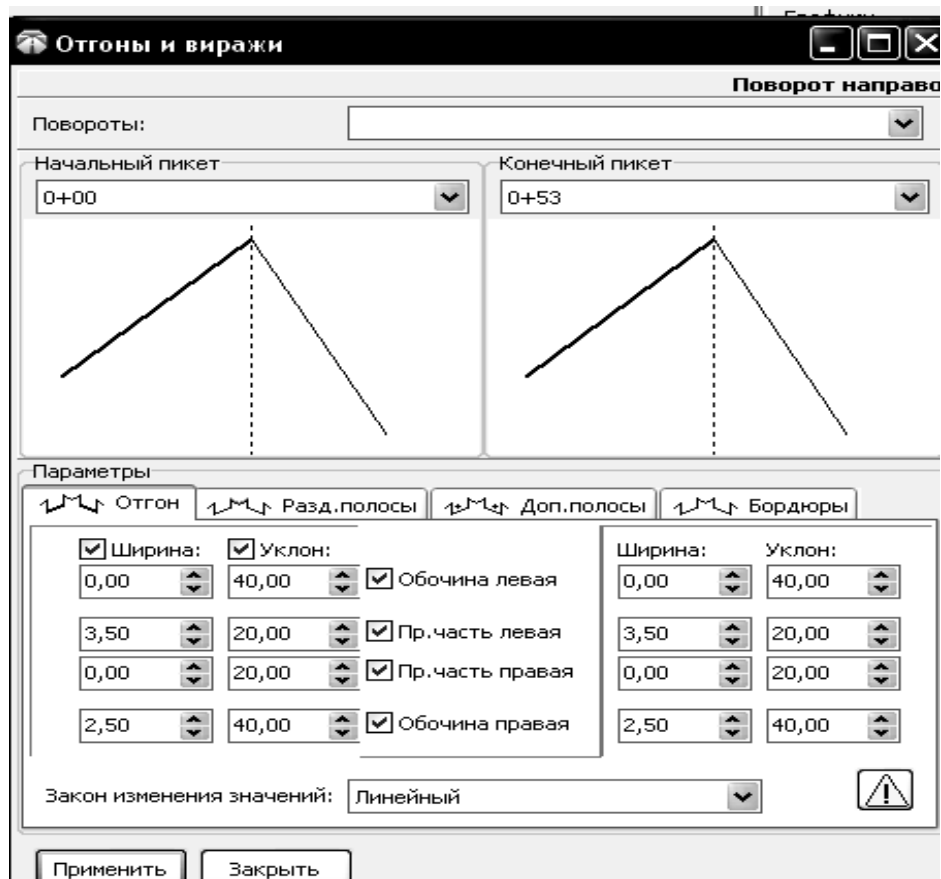 Отгоны и виражи
Поворот направо
Повороты:
Начальный пикет Конечный пикет
0+00 0+53
Параметры
Отгон Разд.полосы Доп.полосы Бордюры
Ширина: Уклон: Ширина: Уклон:
0,00 40,00 Обочина левая 0,00 40,00
3,50 20,00 Пр.часть левая 3,50 20,00
0,00 20,00 Пр.часть правая 0,00 20,00
2,50 40,00 Обочина правая 2,50 40,00
Закон изменения значений: Линейный
Применить Закрыть